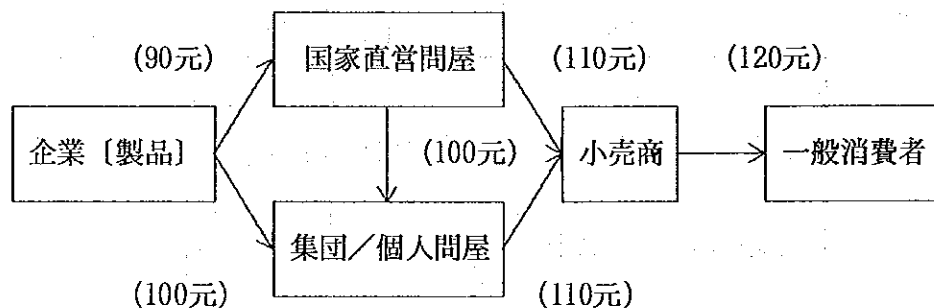 (90元)
国家直営問屋
(110元)
(120元)
企業〔製品〕
(100元)
小売商
一般消費者
集団／個人問屋
(100元)
(110元)